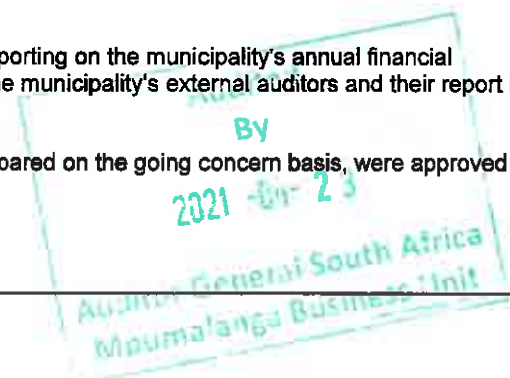 porting on the municipality's annual financial
e municipality's external auditors and their report
By
pared on the going concern basis, were approved
2021 23
Auditor General South Africa
Mpumalanga Business Unit